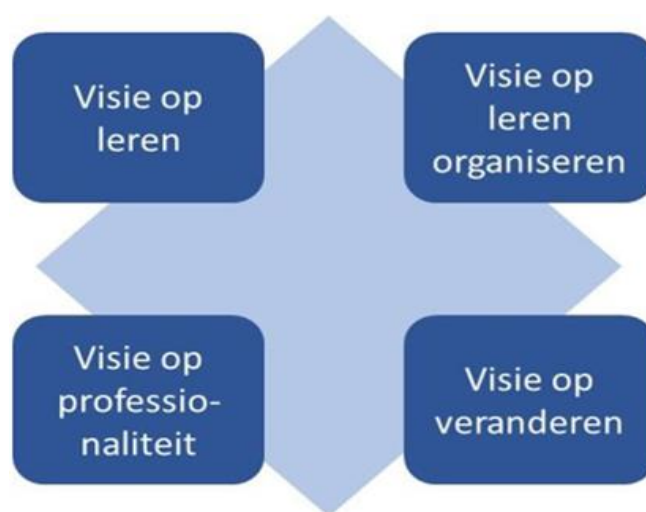 Visie op
leren
Visie op
leren
organiseren
Visie op
professio-
naliteit
Visie op
veranderen